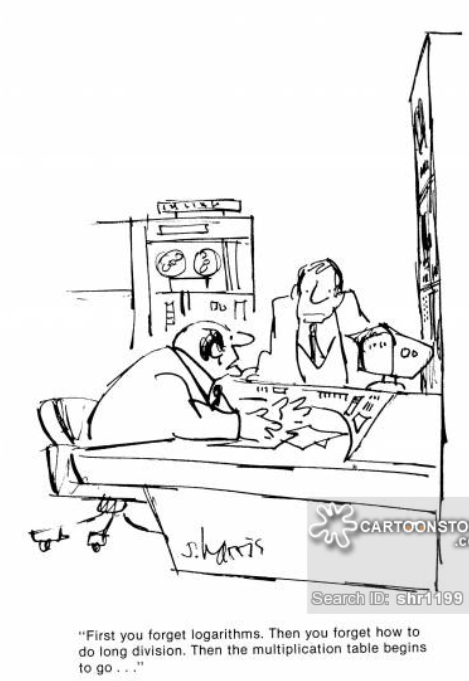 s.harris
CARTOONSTO
.co
Search ID: shr1199
"First you forget logarithms. Then you forget how to
do long division. Then the multiplication table begins
to go . . ."